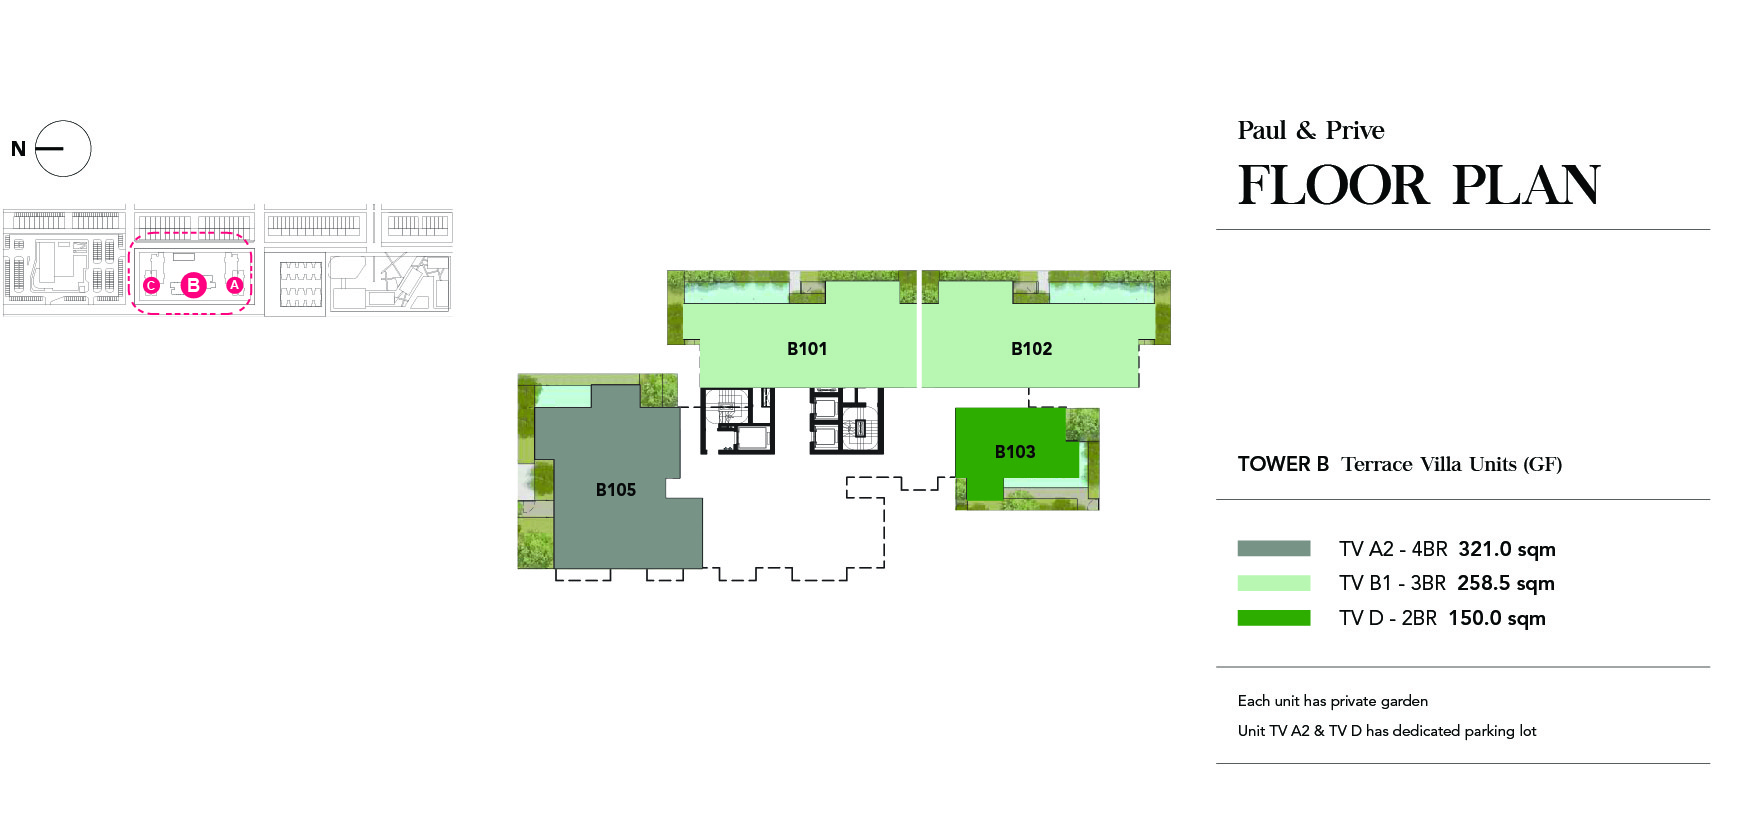 N
C
B
A
B101
B102
B103
B105
Paul & Prive
FLOOR PLAN
TOWER B Terrace Villa Units (GF)
TV A2 - 4BR 321.0 sqm
TV B1 - 3BR 258.5 sqm
TV D - 2BR 150.0 sqm
Each unit has private garden
Unit TV A2 & TV D has dedicated parking lot